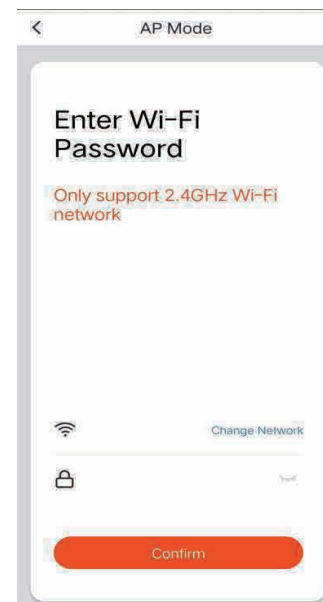 AP Mode
Enter Wi-Fi
Password
Only support 2.4GHz Wi-Fi
network
Change Network
Confirm